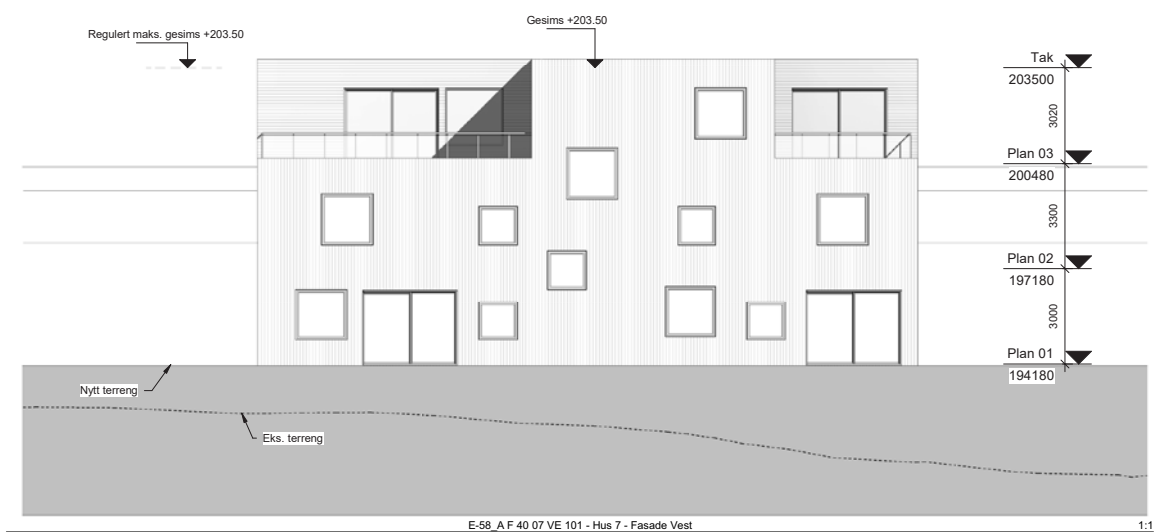 Gesims +203.50
Regulert maks. gesims +203.50
Tak
203500
3020
Plan 03
200480
3300
Plan 02
197180
3000
Plan 01
194180
Nytt terreng
Eks. terreng
E-58_A F 40 07 VE 101 - Hus 7 - Fasade Vest
1:1